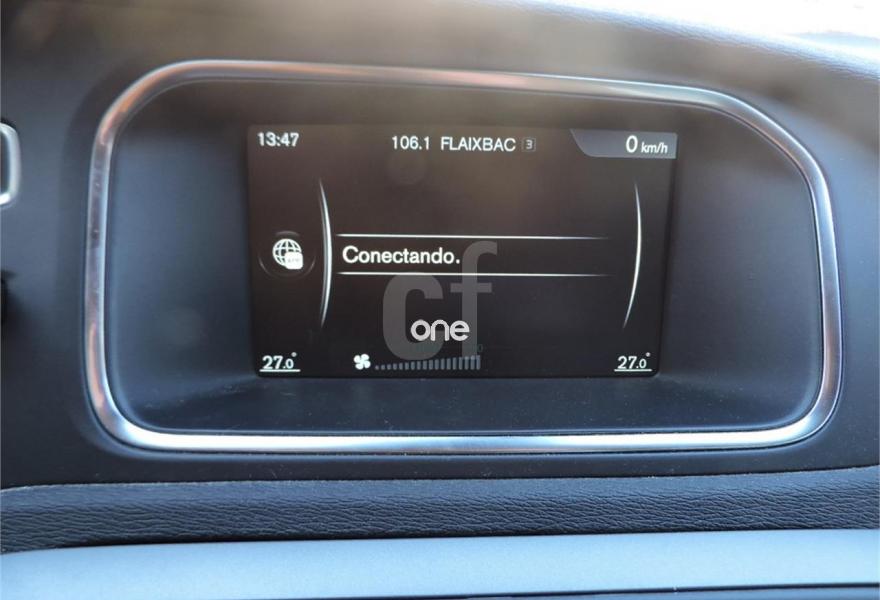 13:47 106.1 FLAIXBAC 3 0 km/h
Conectando.
cf
one
27.0° 27.0°